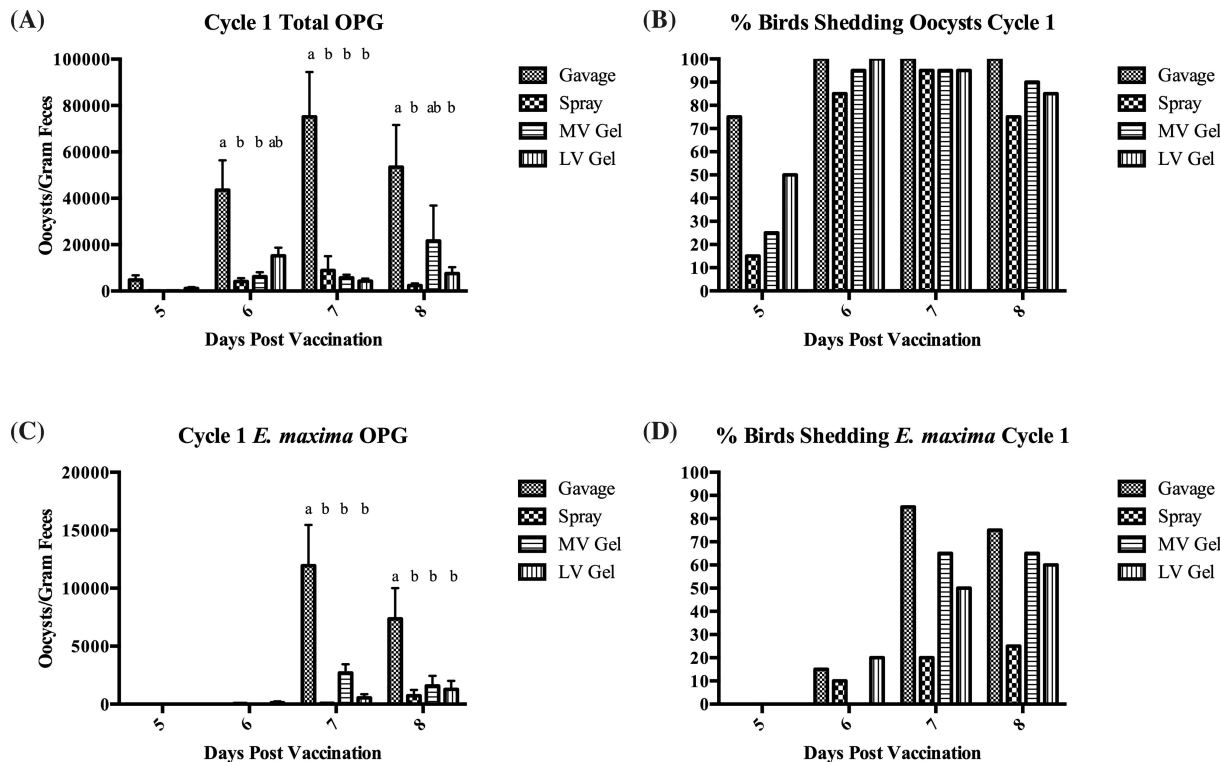 (A) Cycle 1 Total OPG
100000
80000
60000
40000
20000
0
Oocysts/Gram Feces
a b b ab
a b b b
a b ab b
5 6 7 8
Days Post Vaccination
Gavage
Spray
MV Gel
LV Gel
(B) % Birds Shedding Oocysts Cycle 1
100
90
80
70
60
50
40
30
20
10
0
5 6 7 8
Days Post Vaccination
Gavage
Spray
MV Gel
LV Gel
(C) Cycle 1 E. maxima OPG
20000
15000
10000
5000
0
Oocysts/Gram Feces
a b b b
a b b b
5 6 7 8
Days Post Vaccination
Gavage
Spray
MV Gel
LV Gel
(D) % Birds Shedding E. maxima Cycle 1
100
90
80
70
60
50
40
30
20
10
0
5 6 7 8
Days Post Vaccination
Gavage
Spray
MV Gel
LV Gel